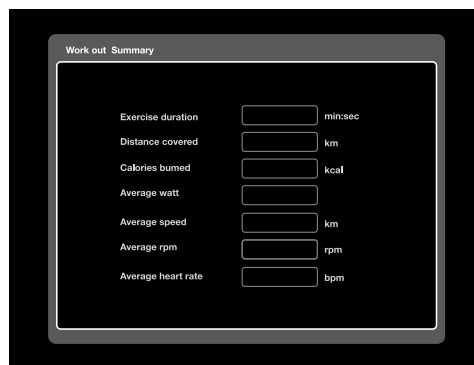 Work out Summary
Exercise duration min:sec
Distance covered km
Calories bumed kcal
Average watt
Average speed km
Average rpm rpm
Average heart rate bpm